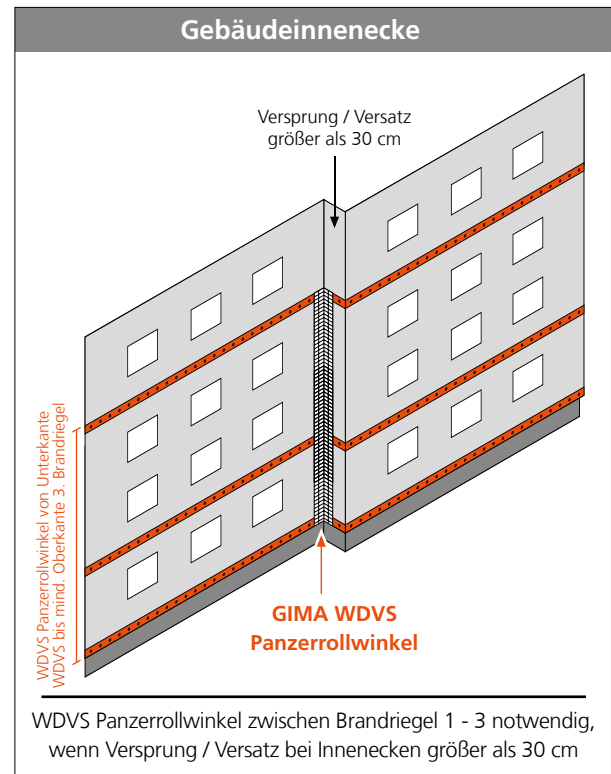 Gebäudeinnenecke
Versprung / Versatz
größer als 30 cm
WDVS Panzerrollwinkel von Unterkante
WDVS bis mind. Oberkante 3. Brandriegel
GIMA WDVS
Panzerrollwinkel
WDVS Panzerrollwinkel zwischen Brandriegel 1 - 3 notwendig,
wenn Versprung / Versatz bei Innenecken größer als 30 cm